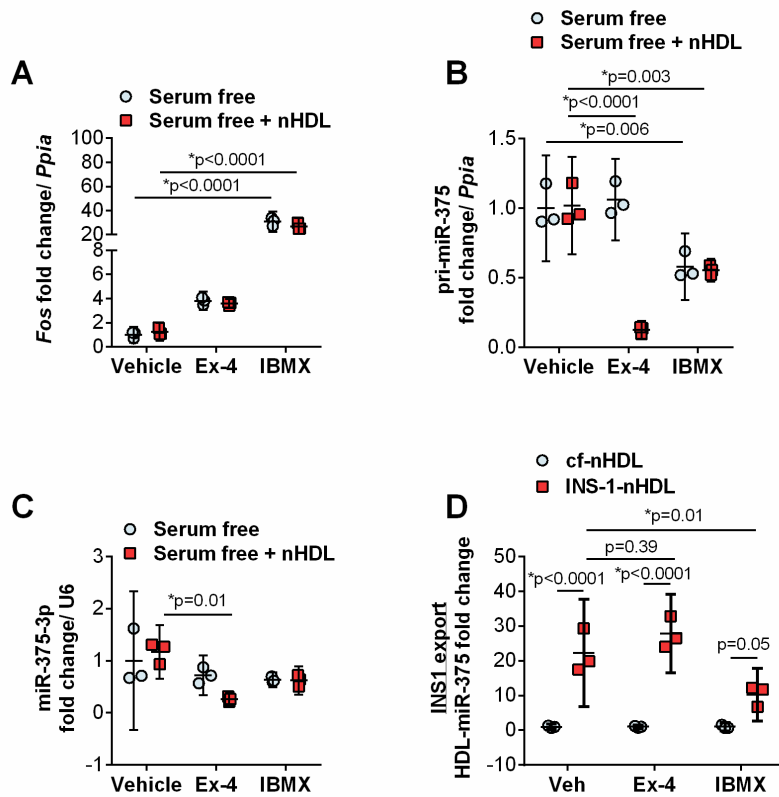 A
Serum free
Serum free + nHDL
*p<0.0001
*p<0.0001
Fos fold change/ Ppia
100
80
60
40
20
8
6
4
2
0
Vehicle Ex-4 IBMX
B
Serum free
Serum free + nHDL
*p=0.003
*p<0.0001
*p=0.006
pri-miR-375
fold change/ Ppia
1.5
1.0
0.5
0.0
Vehicle Ex-4 IBMX
C
Serum free
Serum free + nHDL
*p=0.01
miR-375-3p
fold change/ U6
3
2
1
0
-1
Vehicle Ex-4 IBMX
D
cf-nHDL
INS-1-nHDL
*p=0.01
p=0.39
*p<0.0001
*p<0.0001
p=0.05
INS1 export
HDL-miR-375 fold change
50
40
30
20
10
0
-10
Veh Ex-4 IBMX